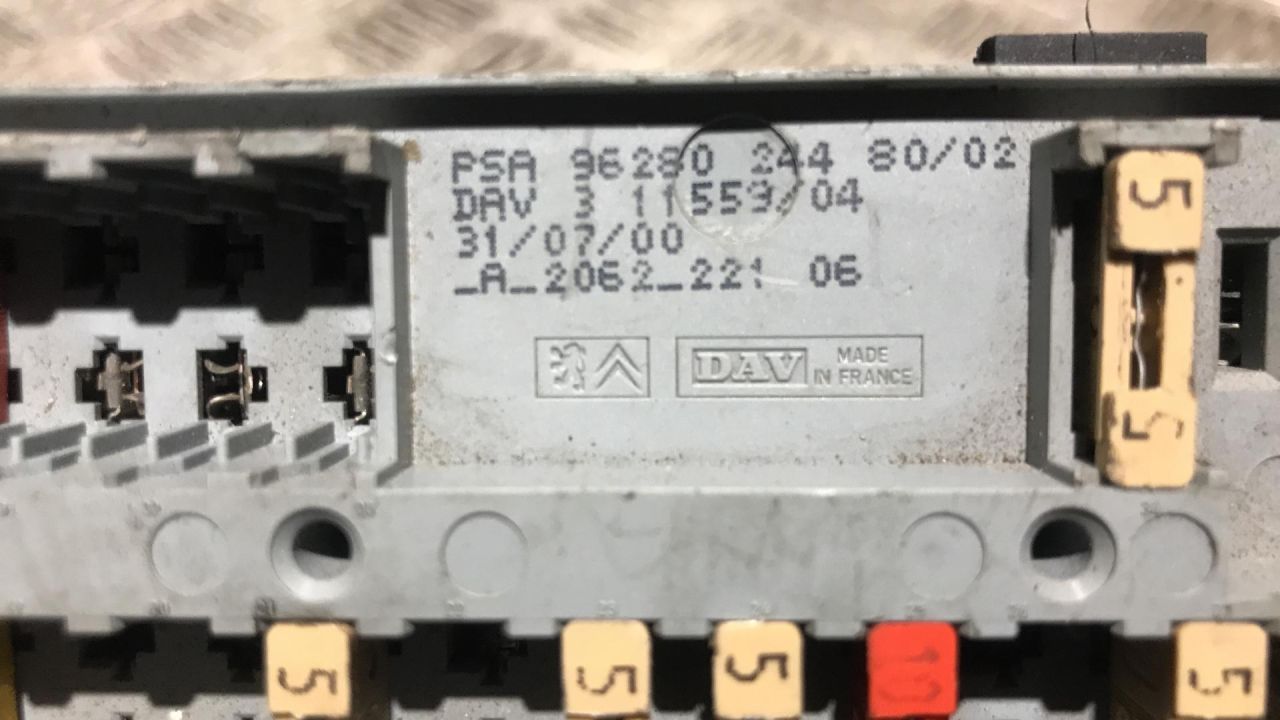 PSA 96280 244 80/02
DAV 3 11559/04
31/07/00
_A_2062_221 06
DAV
MADE
IN FRANCE
5
5
5
5
5
10
5